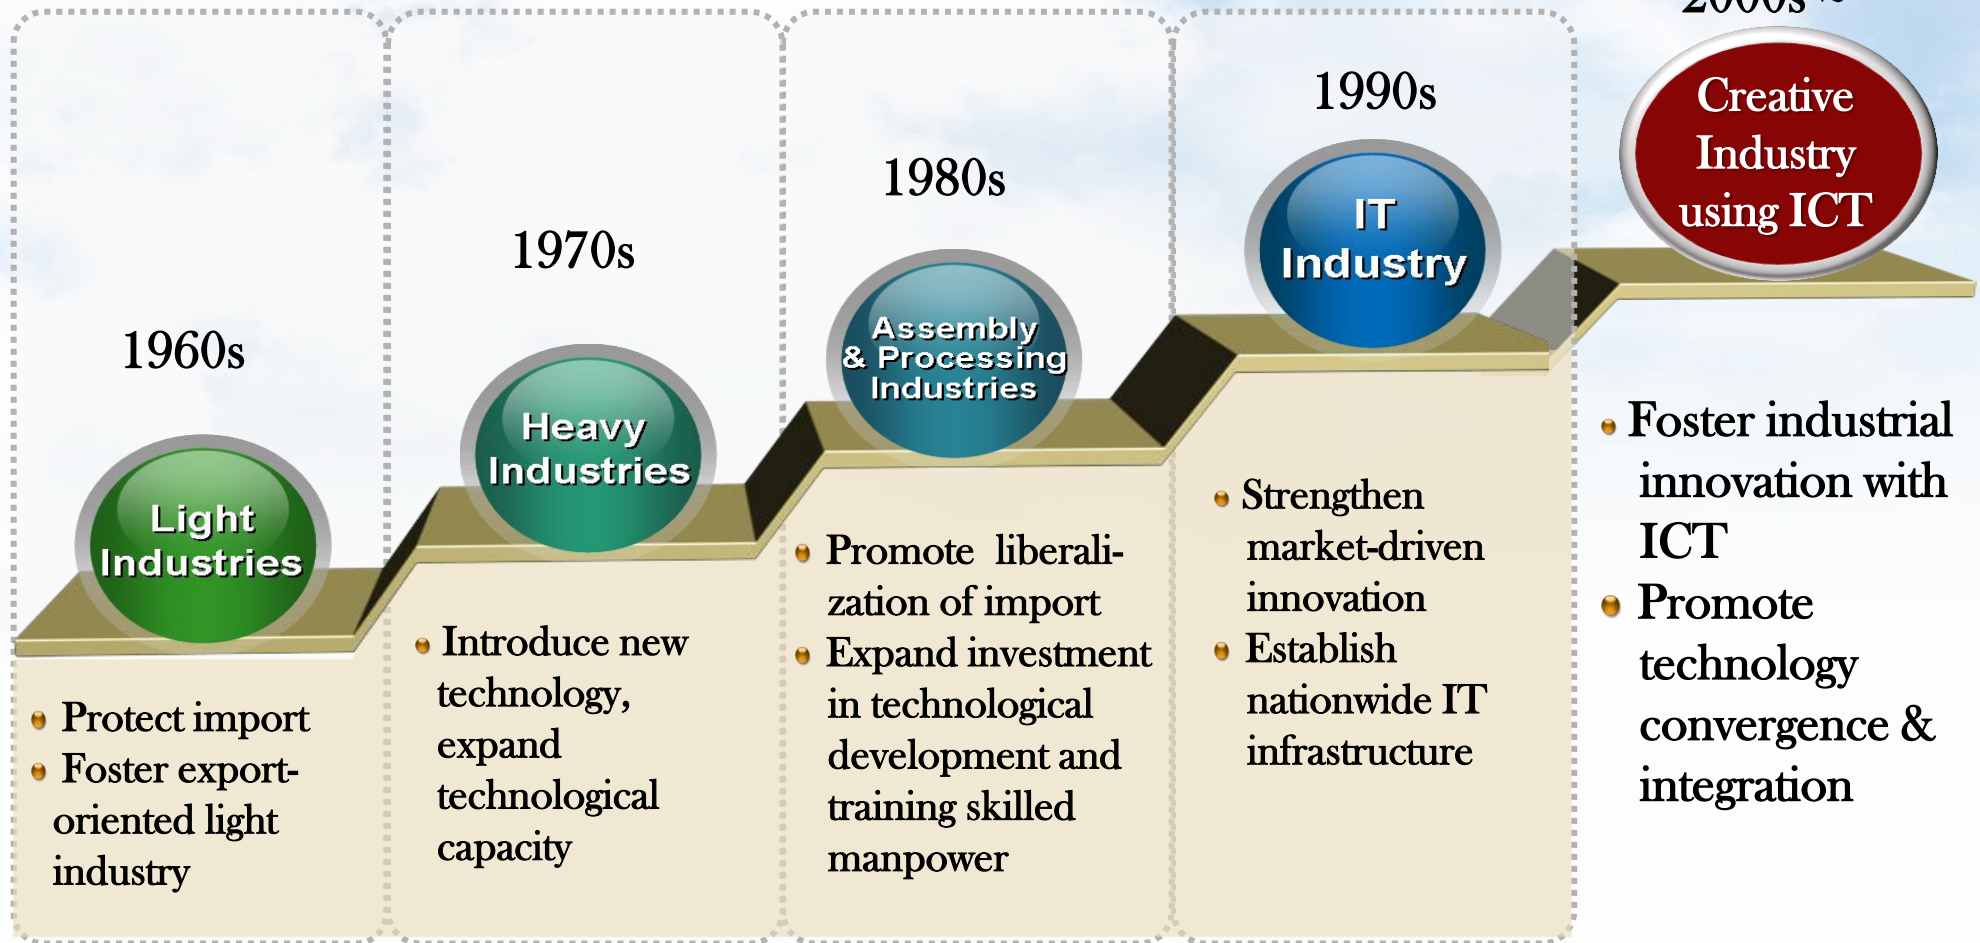 1960s
Light
Industries
Protect import
Foster export-
oriented light
industry
1970s
Heavy
Industries
Introduce new
technology,
expand
technological
capacity
1980s
Assembly
& Processing
Industries
Promote liberali-
zation of import
Expand investment
in technological
development and
training skilled
manpower
1990s
IT
Industry
Strengthen
market-driven
innovation
Establish
nationwide IT
infrastructure
2000s ~
Creative
Industry
using ICT
Foster industrial
innovation with
ICT
Promote
technology
convergence &
integration